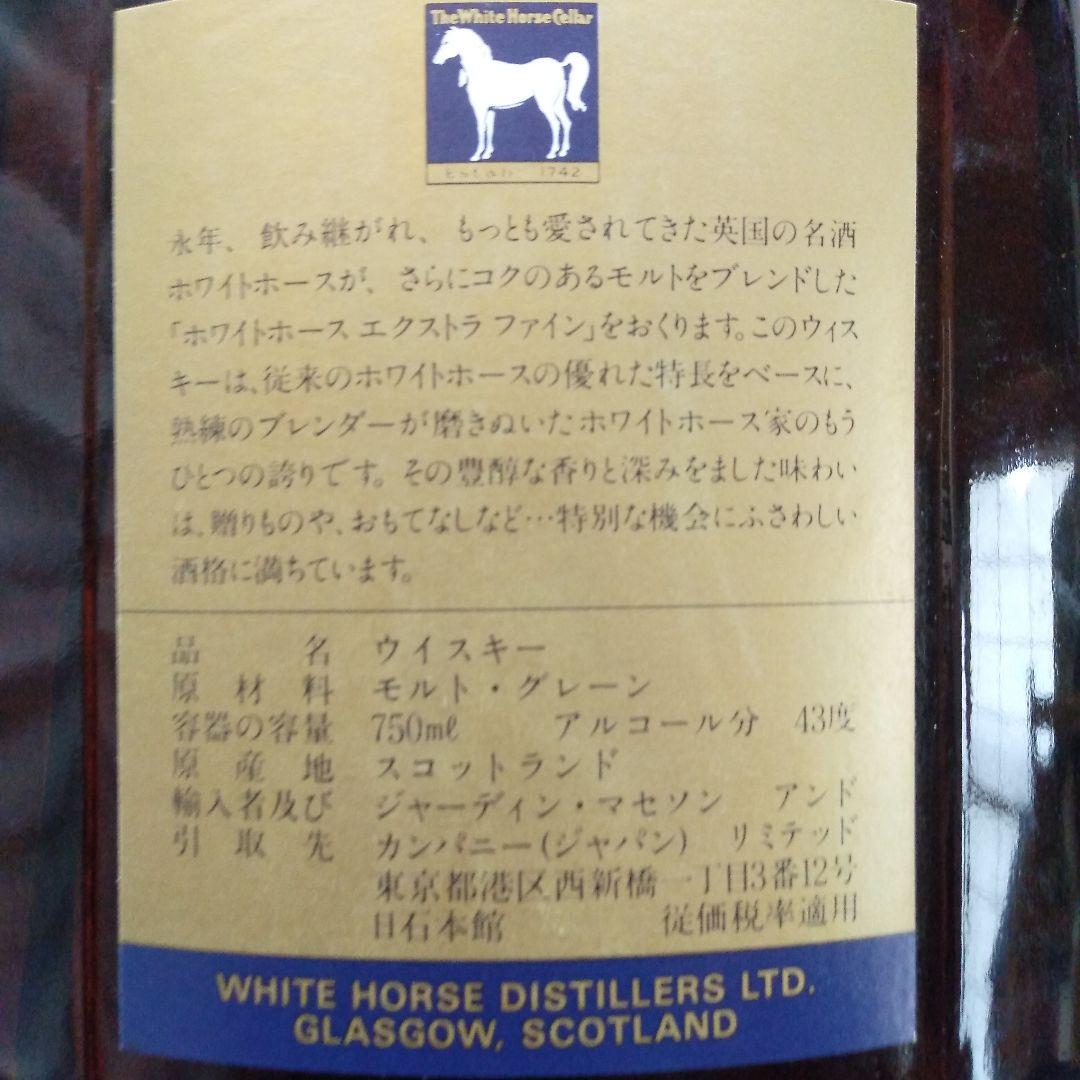 The White Horse Cellar
Estab. 1742
永年、飲み継がれ、もっとも愛されてきた英国の名酒
ホワイトホースが、さらにコクのあるモルトをブレンドした
「ホワイトホース エクストラ ファイン」をおくります。このウィス
キーは、従来のホワイトホースの優れた特長をベースに、
熟練のブレンダーが磨きぬいたホワイトホース家のもう
ひとつの誇りです。その豊醇な香りと深みをました味わい
は、贈りものや、おもてなしなど…特別な機会にふさわしい
酒格に満ちています。
品名 ウイスキー
原材料 モルト・グレーン
容器の容量 750mℓ アルコール分 43度
原産地 スコットランド
輸入者及び ジャーディン・マセソン アンド
引取先 カンパニー(ジャパン) リミテッド
東京都港区西新橋一丁目3番12号
日石本館 従価税率適用
WHITE HORSE DISTILLERS LTD.
GLASGOW, SCOTLAND